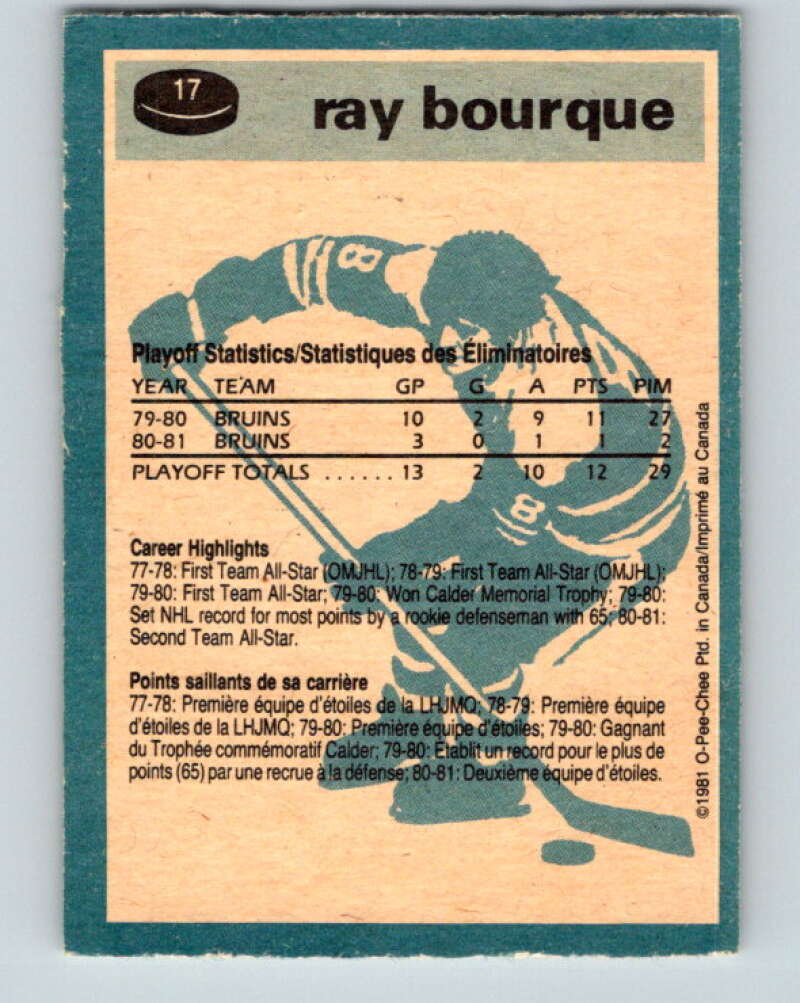 17
ray bourque
8
Playoff Statistics/Statistiques des Éliminatoires
YEAR TEAM GP G A PTS PIM
79-80 BRUINS 10 2 9 11 27
80-81 BRUINS 3 0 1 1 2
PLAYOFF TOTALS ...... 13 2 10 12 29
8
Career Highlights
77-78: First Team All-Star (OMJHL); 78-79: First Team All-Star (OMJHL);
79-80: First Team All-Star; 79-80: Won Calder Memorial Trophy; 79-80:
Set NHL record for most points by a rookie defenseman with 65; 80-81:
Second Team All-Star.
Points saillants de sa carrière
77-78: Première équipe d'étoiles de la LHJMQ; 78-79: Première équipe
d'étoiles de la LHJMQ; 79-80: Première équipe d'étoiles; 79-80: Gagnant
du Trophée commémoratif Calder; 79-80: Établit un record pour le plus de
points (65) par une recrue à la défense; 80-81: Deuxième équipe d'étoiles.
©1981 O-Pee-Chee Ptd. in Canada/Imprimé au Canada